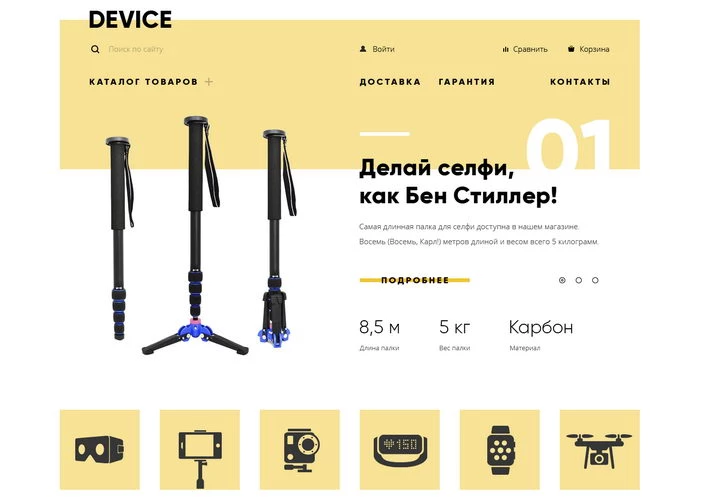 DEVICE
Поиск по сайту
Войти
Сравнить
Корзина
КАТАЛОГ ТОВАРОВ +
ДОСТАВКА
ГАРАНТИЯ
КОНТАКТЫ
01
Делай селфи,
как Бен Стиллер!
Самая длинная палка для селфи доступна в нашем магазине.
Восемь (Восемь, Карл!) метров длиной и весом всего 5 килограмм.
ПОДРОБНЕЕ
8,5 м
5 кг
Карбон
Длина палки
Вес палки
Материал
150